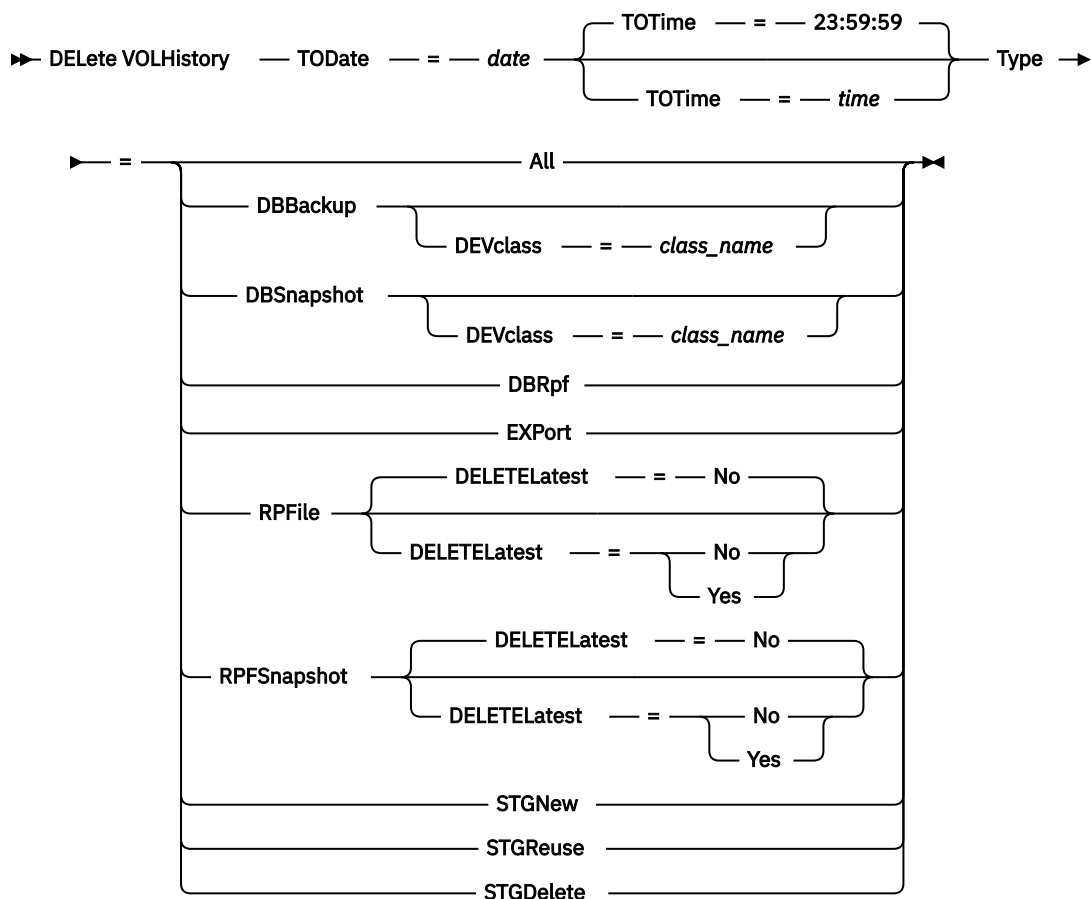 TOTime = 23:59:59
DELete VOLHistory TODate = date Type
TOTime = time
= All
DBBackup
DEVclass = class_name
DBSnapshot
DEVclass = class_name
DBRpf
EXPort
DELETELatest = No
RPFile
DELETELatest = No
Yes
DELETELatest = No
RPFSnapshot
DELETELatest = No
Yes
STGNew
STGReuse
STGDelete